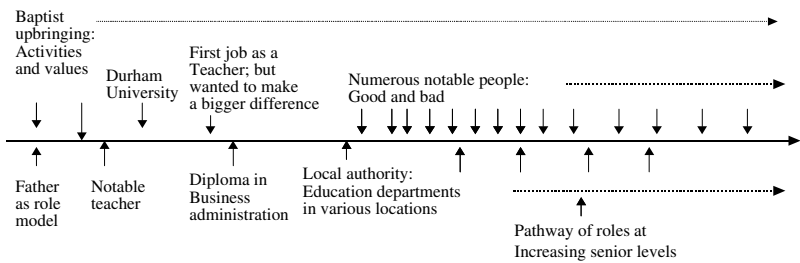 Baptist
upbringing:
Activities
and values
Durham
University
First job as a
Teacher; but
wanted to make
a bigger difference
Numerous notable people:
Good and bad
Father
as role
model
Notable
teacher
Diploma in
Business
administration
Local authority:
Education departments
in various locations
Pathway of roles at
Increasing senior levels